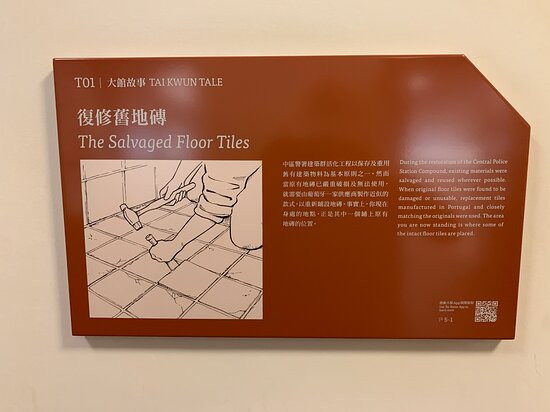 T01 | 大館故事 TAI KWUN TALE
復修舊地磚
The Salvaged Floor Tiles
中區警署建築群活化工程以保存及重用
舊有建築物料為基本原則之一。然而
當原有地磚已嚴重破損及無法使用,
就需要由葡萄牙一家供應商製作近似的
款式,以重新鋪設地磚。事實上,你現在
身處的地點,正是其中一個鋪上原有
地磚的位置。
During the restoration of the Central Police
Station Compound, existing materials were
salvaged and reused wherever possible.
When original floor tiles were found to be
damaged or unusable, replacement tiles
manufactured in Portugal and closely
matching the originals were used. The area
you are now standing is where some of
the intact floor tiles are placed.
S-1